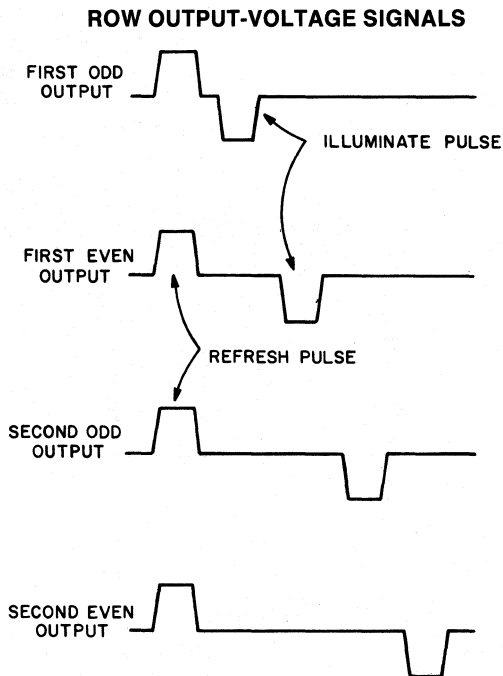 ROW OUTPUT-VOLTAGE SIGNALS
FIRST ODD
OUTPUT
ILLUMINATE PULSE
FIRST EVEN
OUTPUT
REFRESH PULSE
SECOND ODD
OUTPUT
SECOND EVEN
OUTPUT